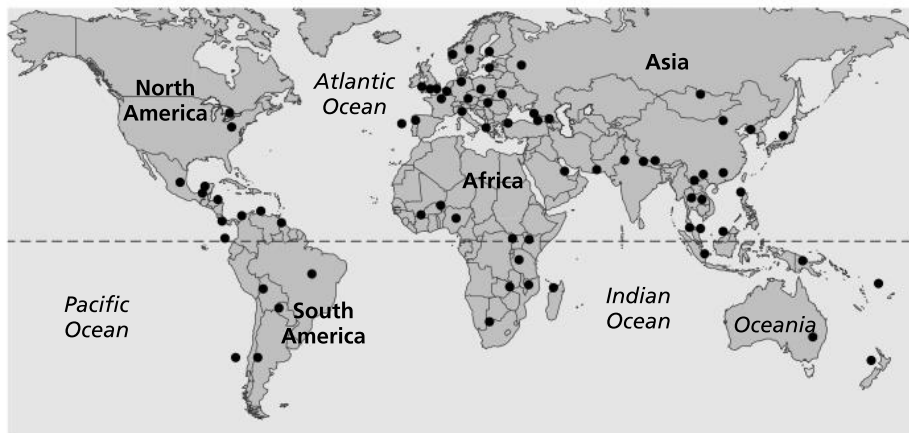 North
America
Atlantic
Ocean
Asia
Africa
Pacific
Ocean
South
America
Indian
Ocean
Oceania